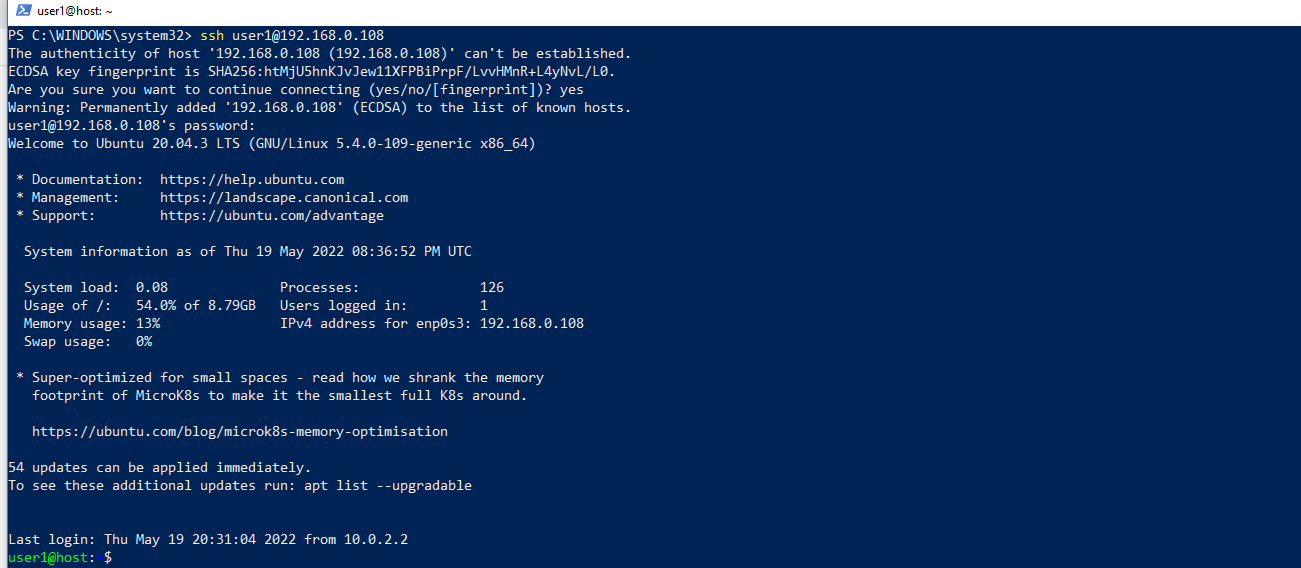 user1@host: ~
PS C:\WINDOWS\system32> ssh user1@192.168.0.108
The authenticity of host '192.168.0.108 (192.168.0.108)' can't be established.
ECDSA key fingerprint is SHA256:htMjU5hnKJvJew11XFPBiPrpF/LvvHMnR+L4yNvL/L0.
Are you sure you want to continue connecting (yes/no/[fingerprint])? yes
Warning: Permanently added '192.168.0.108' (ECDSA) to the list of known hosts.
user1@192.168.0.108's password:
Welcome to Ubuntu 20.04.3 LTS (GNU/Linux 5.4.0-109-generic x86_64)
* Documentation:  https://help.ubuntu.com
* Management:     https://landscape.canonical.com
* Support:        https://ubuntu.com/advantage
System information as of Thu 19 May 2022 08:36:52 PM UTC
System load:  0.08               Processes:               126
Usage of /:   54.0% of 8.79GB   Users logged in:         1
Memory usage: 13%               IPv4 address for enp0s3: 192.168.0.108
Swap usage:   0%
* Super-optimized for small spaces - read how we shrank the memory
footprint of MicroK8s to make it the smallest full K8s around.
https://ubuntu.com/blog/microk8s-memory-optimisation
54 updates can be applied immediately.
To see these additional updates run: apt list --upgradable
Last login: Thu May 19 20:31:04 2022 from 10.0.2.2
user1@host: $